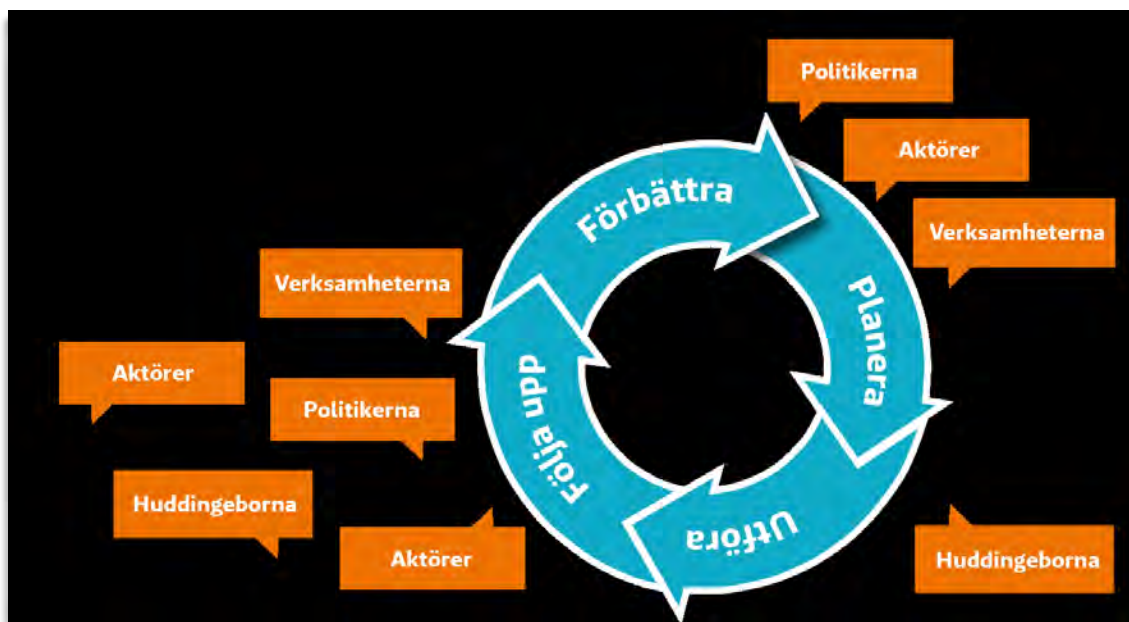 Politikerna
Aktörer
Verksamheterna
Förbättra
Planera
Verksamheterna
Aktörer
Politikerna
Följa upp
Huddingeborna
Aktörer
Utföra
Huddingeborna